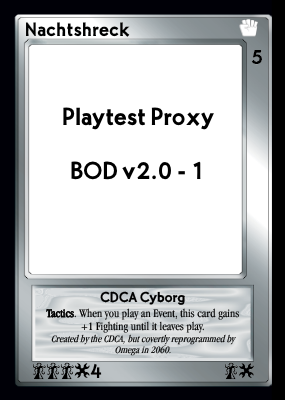 Nachtshreck
5
Playtest Proxy
BOD v2.0 - 1
CDCA Cyborg
Tactics. When you play an Event, this card gains
+1 Fighting until it leaves play.
Created by the CDCA, but covertly reprogrammed by
Omega in 2060.
4